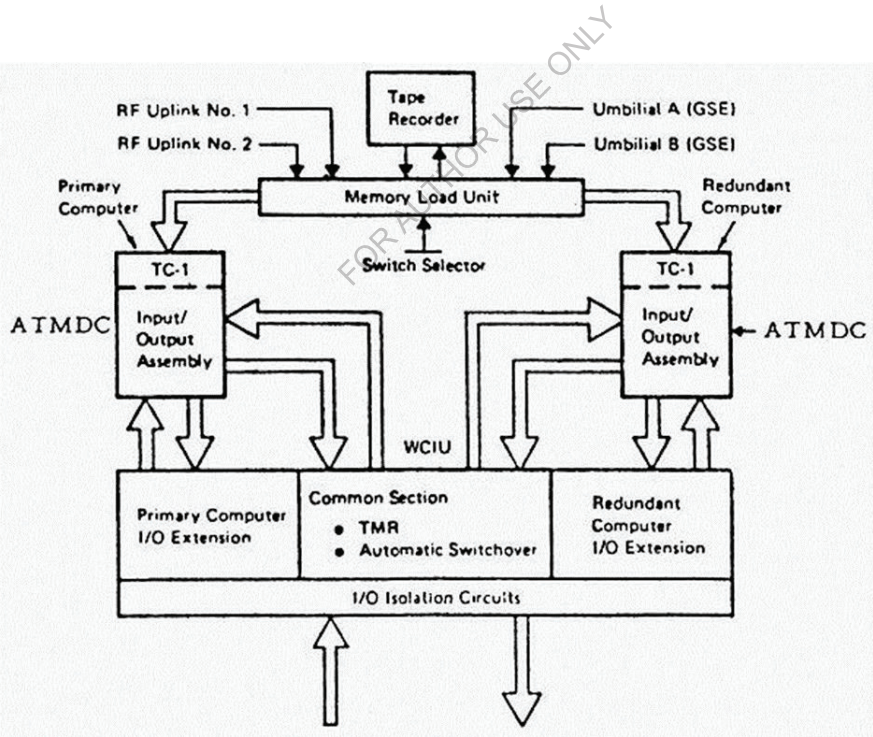 FOR AUTHOR USE ONLY
Tape
Recorder
RF Uplink No. 1
RF Uplink No. 2
Umbilial A (GSE)
Umbilial B (GSE)
Primary
Computer
Memory Load Unit
Redundant
Computer
Switch Selector
TC-1
TC-1
ATMDC
Input/
Output
Assembly
Input/
Output
Assembly
ATMDC
WCIU
Primary Computer
I/O Extension
Common Section
● TMR
● Automatic Switchover
Redundant
Computer
I/O Extension
I/O Isolation Circuits